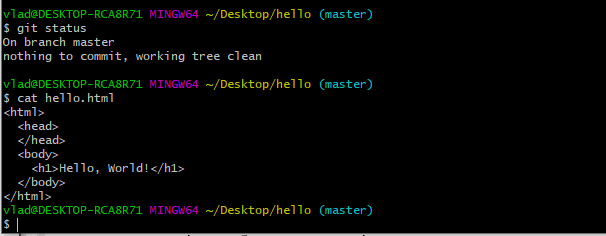 vlad@DESKTOP-RCA8R71 MINGW64 ~/Desktop/hello (master)
$ git status
On branch master
nothing to commit, working tree clean

vlad@DESKTOP-RCA8R71 MINGW64 ~/Desktop/hello (master)
$ cat hello.html
<html>
  <head>
  </head>
  <body>
    <h1>Hello, World!</h1>
  </body>
</html>
vlad@DESKTOP-RCA8R71 MINGW64 ~/Desktop/hello (master)
$